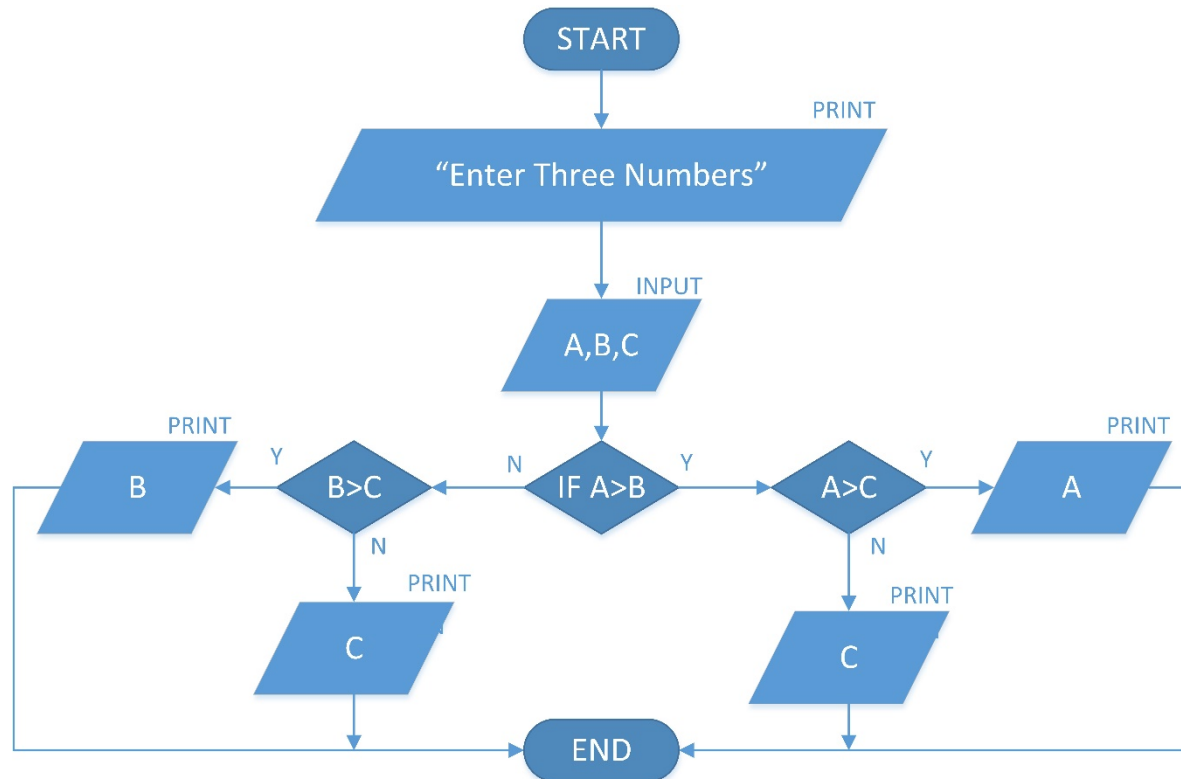 START
PRINT
“Enter Three Numbers”
INPUT
A,B,C
PRINT
PRINT
B
Y
B>C
N
IF A>B
Y
A>C
Y
A
N
N
PRINT
PRINT
C
C
END